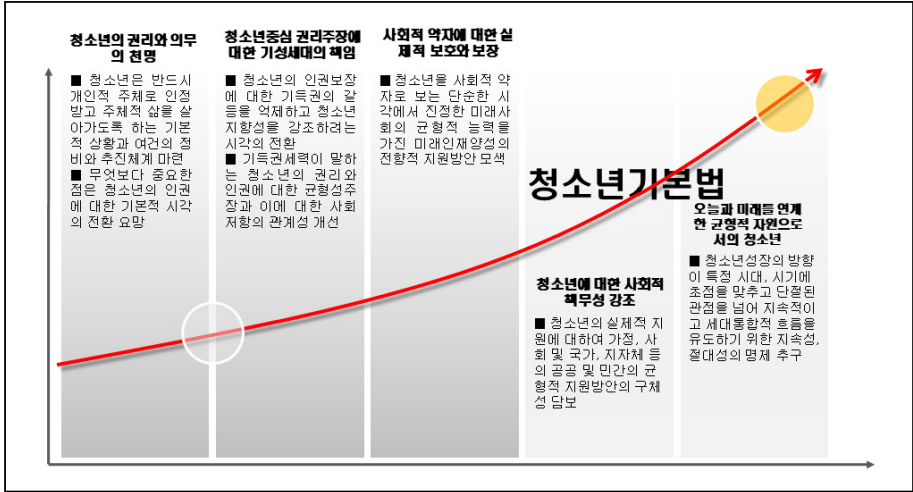 청소년의 권리와 의무
의 천명
■ 청소년은 반드시
개인적 주체로 인정
받고 주체적 삶을 살
아가도록 하는 기본
적 상황과 여건의 정
비와 추진체계 마련
■ 무엇보다 중요한
점은 청소년의 인권
에 대한 기본적 시각
의 전환 요망
청소년중심 권리주장에
대한 기성세대의 책임
■ 청소년의 인권보장
에 대한 기득권의 갈
등을 억제하고 청소년
지향성을 강조하려는
시각의 전환
■ 기득권세력이 말하
는 청소년의 권리와
인권에 대한 균형성주
장과 이에 대한 사회
저항의 관계성 개선
사회적 약자에 대한 실
제적 보호와 보장
■ 청소년을 사회적 약
자로 보는 단순한 시
각에서 진정한 미래사
회의 균형적 능력을
가진 미래인재양성의
전향적 지원방안 모색
청소년기본법
청소년에 대한 사회적
책무성 강조
■ 청소년의 실제적 지
원에 대하여 가정, 사
회 및 국가, 지자체 등
의 공공 및 민간의 균
형적 지원방안의 구체
성 담보
오늘과 미래를 연계
한 균형적 자원으로
서의 청소년
■ 청소년성장의 방향
이 특정 시대, 시기에
초점을 맞추고 단절된
관점을 넘어 지속적이
고 세대통합적 흐름을
유도하기 위한 지속성,
절대성의 명제 추구